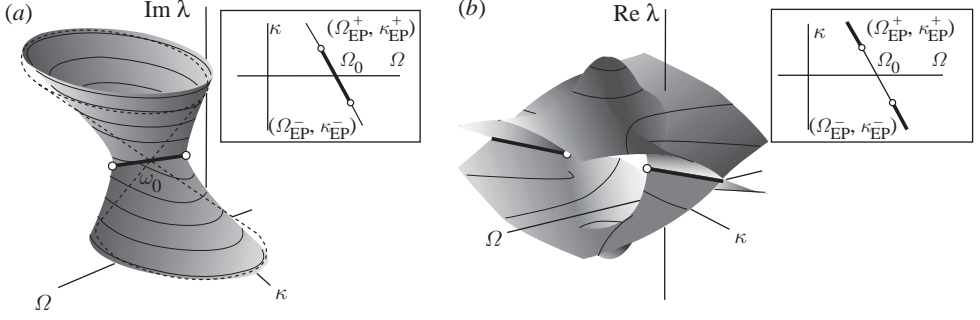 (a)
Im λ
κ
(Ω⁺EP, κ⁺EP)
Ω₀
Ω
(Ω⁻EP, κ⁻EP)
ω₀
Ω
κ
(b)
Re λ
κ
(Ω⁺EP, κ⁺EP)
Ω₀
Ω
(Ω⁻EP, κ⁻EP)
Ω
κ